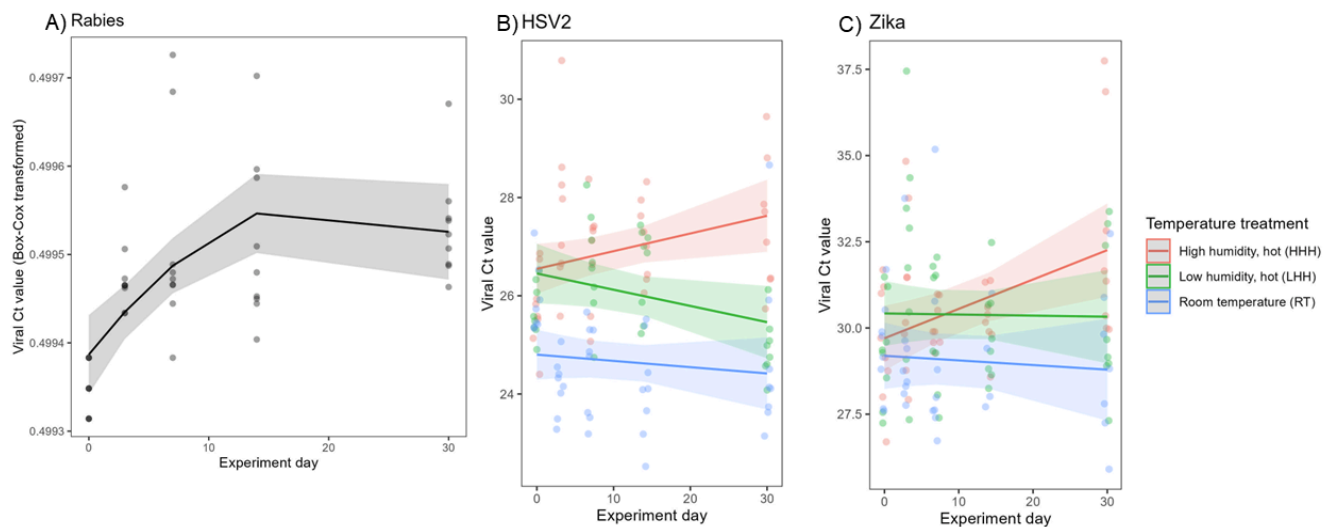 A) Rabies
Viral Ct value (Box-Cox transformed)
0.4997
0.4996
0.4995
0.4994
0.4993
0
10
20
30
Experiment day
B) HSV2
Viral Ct value
30
28
26
24
0
10
20
30
Experiment day
C) Zika
Viral Ct value
37.5
35.0
32.5
30.0
27.5
0
10
20
30
Experiment day
Temperature treatment
High humidity, hot (HHH)
Low humidity, hot (LHH)
Room temperature (RT)